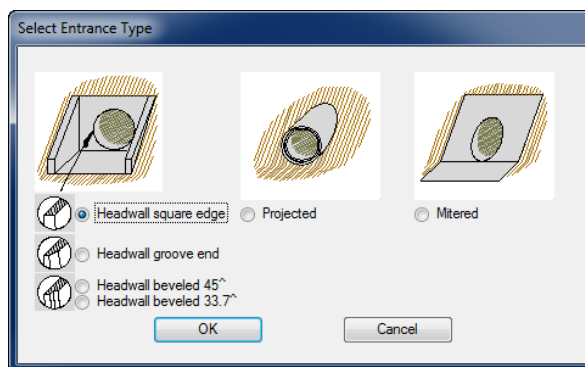 Select Entrance Type
Headwall square edge Projected Mitered
Headwall groove end
Headwall beveled 45^
Headwall beveled 33.7^
OK Cancel